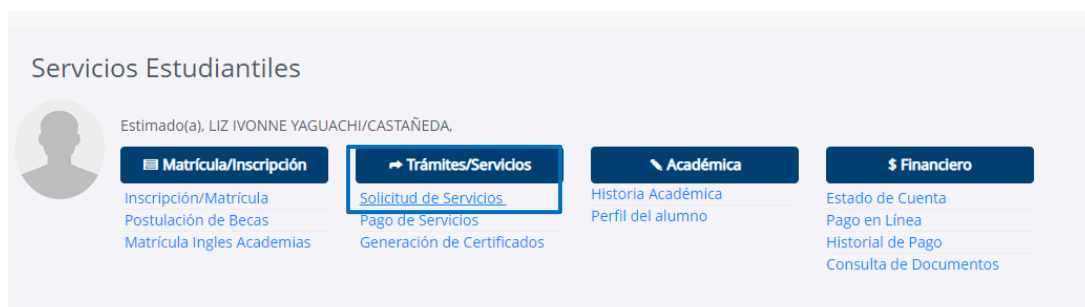 Servicios Estudiantiles
Estimado(a), LIZ IVONNE YAGUACHI/CASTAÑEDA,
Matrícula/Inscripción
Inscripción/Matrícula
Postulación de Becas
Matrícula Ingles Academias
Trámites/Servicios
Solicitud de Servicios
Pago de Servicios
Generación de Certificados
Académica
Historia Académica
Perfil del alumno
$ Financiero
Estado de Cuenta
Pago en Línea
Historial de Pago
Consulta de Documentos